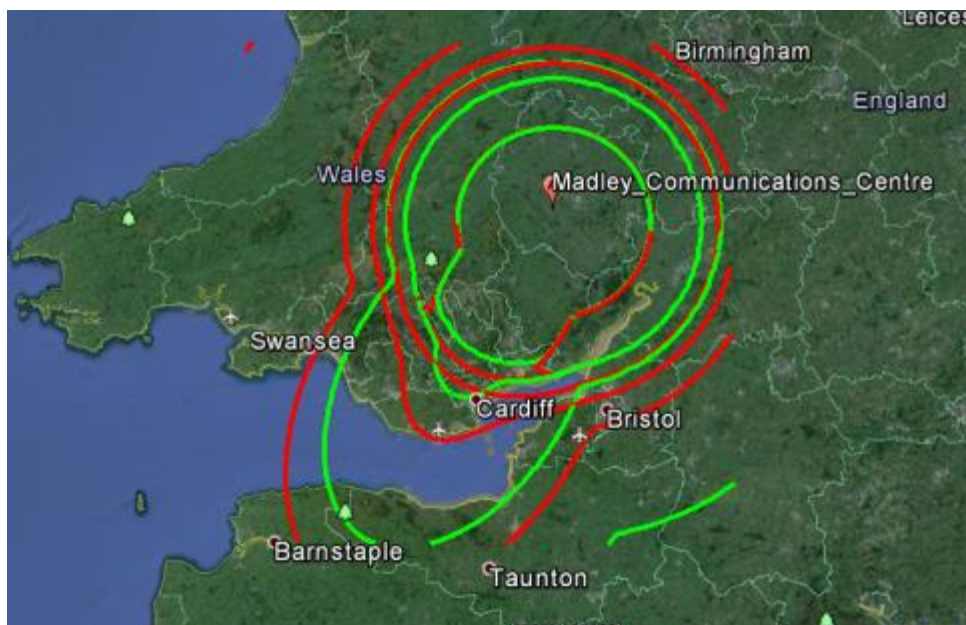 Leices
Birmingham
England
Wales
Madley_Communications_Centre
Swansea
Cardiff
Bristol
Barnstaple
Taunton